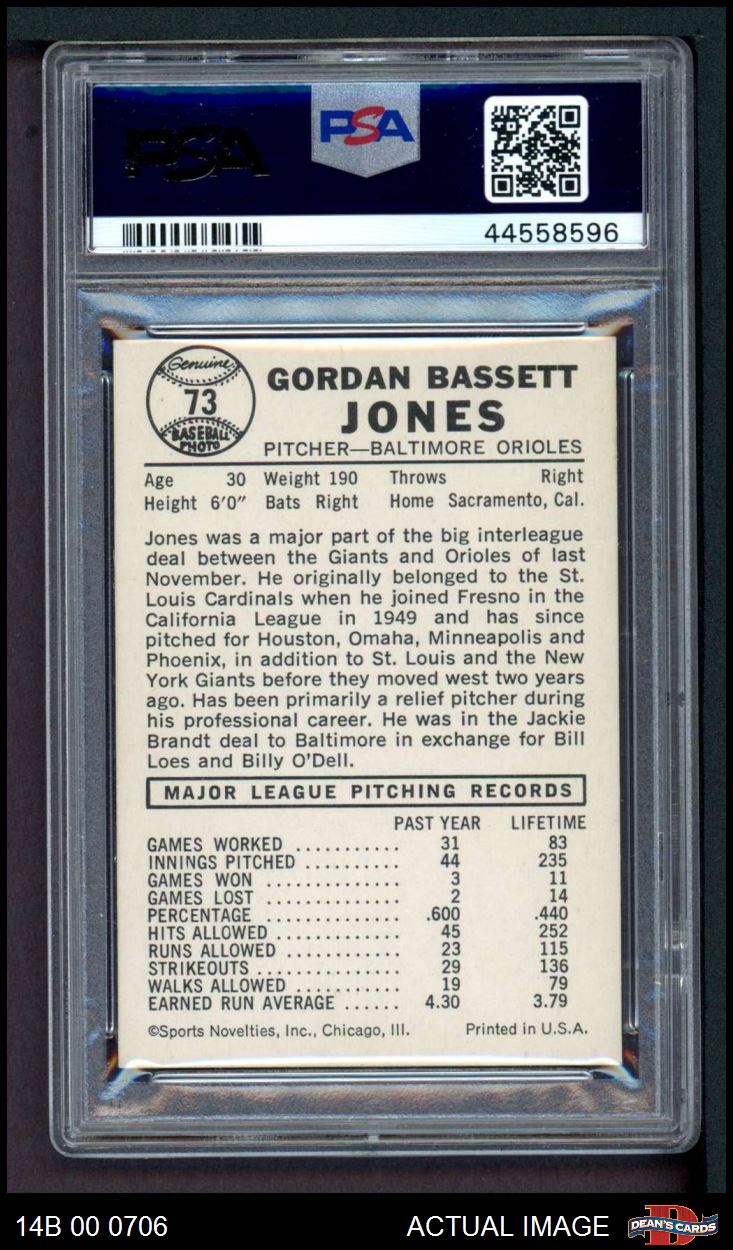 PSA
PSA
44558596
Genuine
73
BASEBALL
PHOTO
GORDAN BASSETT
JONES
PITCHER—BALTIMORE ORIOLES
Age 30 Weight 190 Throws Right
Height 6'0" Bats Right Home Sacramento, Cal.
Jones was a major part of the big interleague
deal between the Giants and Orioles of last
November. He originally belonged to the St.
Louis Cardinals when he joined Fresno in the
California League in 1949 and has since
pitched for Houston, Omaha, Minneapolis and
Phoenix, in addition to St. Louis and the New
York Giants before they moved west two years
ago. Has been primarily a relief pitcher during
his professional career. He was in the Jackie
Brandt deal to Baltimore in exchange for Bill
Loes and Billy O'Dell.
MAJOR LEAGUE PITCHING RECORDS
PAST YEAR LIFETIME
GAMES WORKED ........... 31 83
INNINGS PITCHED .......... 44 235
GAMES WON .............. 3 11
GAMES LOST .............. 2 14
PERCENTAGE .............. .600 .440
HITS ALLOWED ............. 45 252
RUNS ALLOWED ............ 23 115
STRIKEOUTS ............... 29 136
WALKS ALLOWED ........... 19 79
EARNED RUN AVERAGE ...... 4.30 3.79
©Sports Novelties, Inc., Chicago, Ill. Printed in U.S.A.
14B 00 0706 ACTUAL IMAGE DEAN'S CARDS